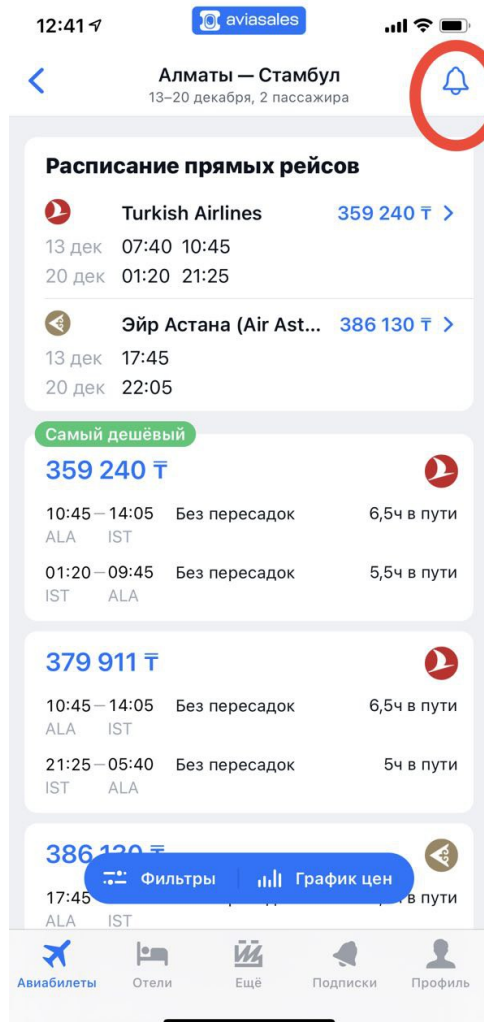 12:41
aviasales
Алматы — Стамбул
13–20 декабря, 2 пассажира
Расписание прямых рейсов
Turkish Airlines 359 240 ₸
13 дек 07:40 10:45
20 дек 01:20 21:25
Эйр Астана (Air Ast... 386 130 ₸
13 дек 17:45
20 дек 22:05
Самый дешёвый
359 240 ₸
10:45 – 14:05 Без пересадок 6,5ч в пути
ALA IST
01:20 – 09:45 Без пересадок 5,5ч в пути
IST ALA
379 911 ₸
10:45 – 14:05 Без пересадок 6,5ч в пути
ALA IST
21:25 – 05:40 Без пересадок 5ч в пути
IST ALA
386 130 ₸
Фильтры График цен
17:45 в пути
ALA IST
Авиабилеты Отели Ещё Подписки Профиль